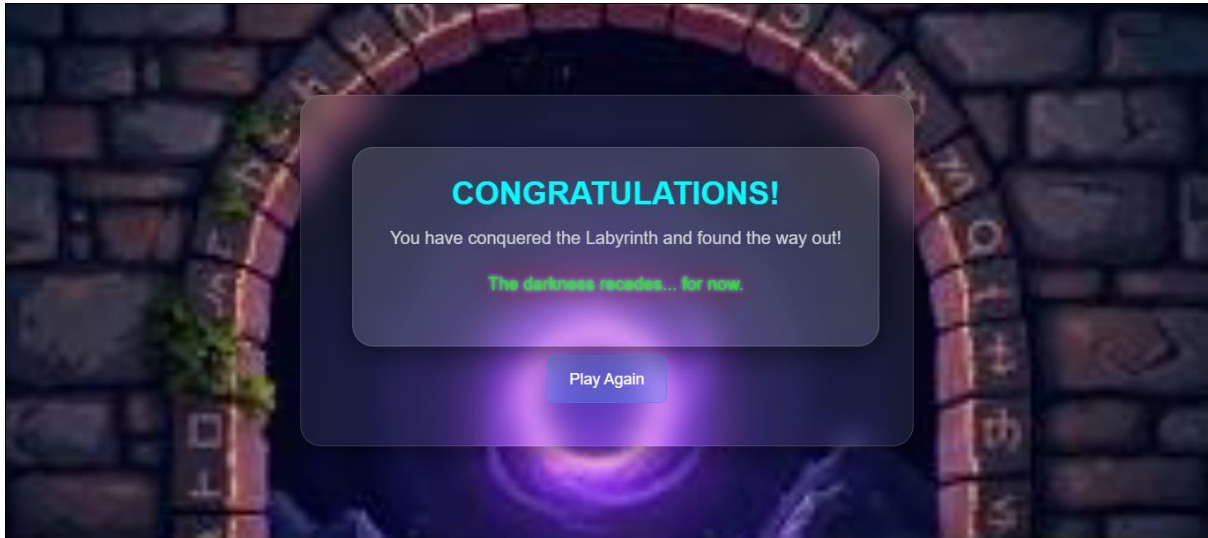 CONGRATULATIONS!
You have conquered the Labyrinth and found the way out!
The darkness recedes... for now.
Play Again